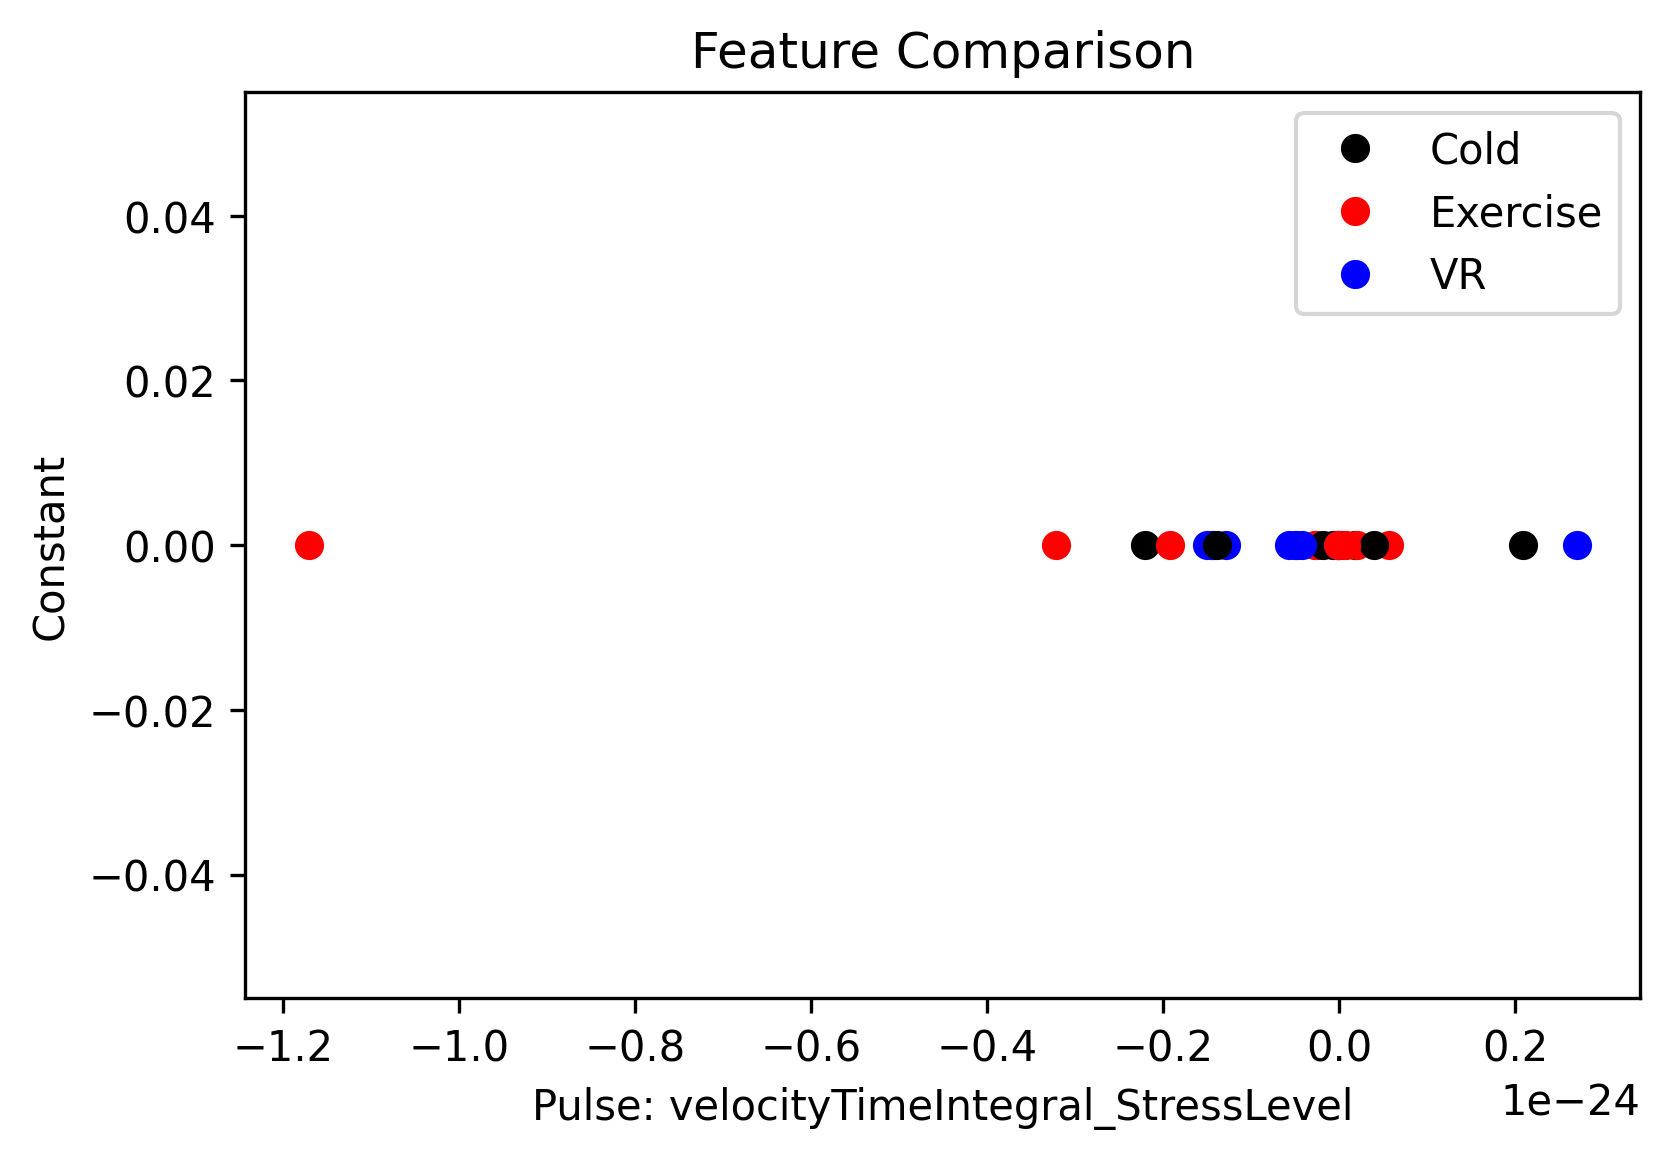 Feature Comparison
Cold
Exercise
VR
0.04
0.02
0.00
−0.02
−0.04
Constant
−1.2 −1.0 −0.8 −0.6 −0.4 −0.2 0.0 0.2
Pulse: velocityTimeIntegral_StressLevel
1e−24